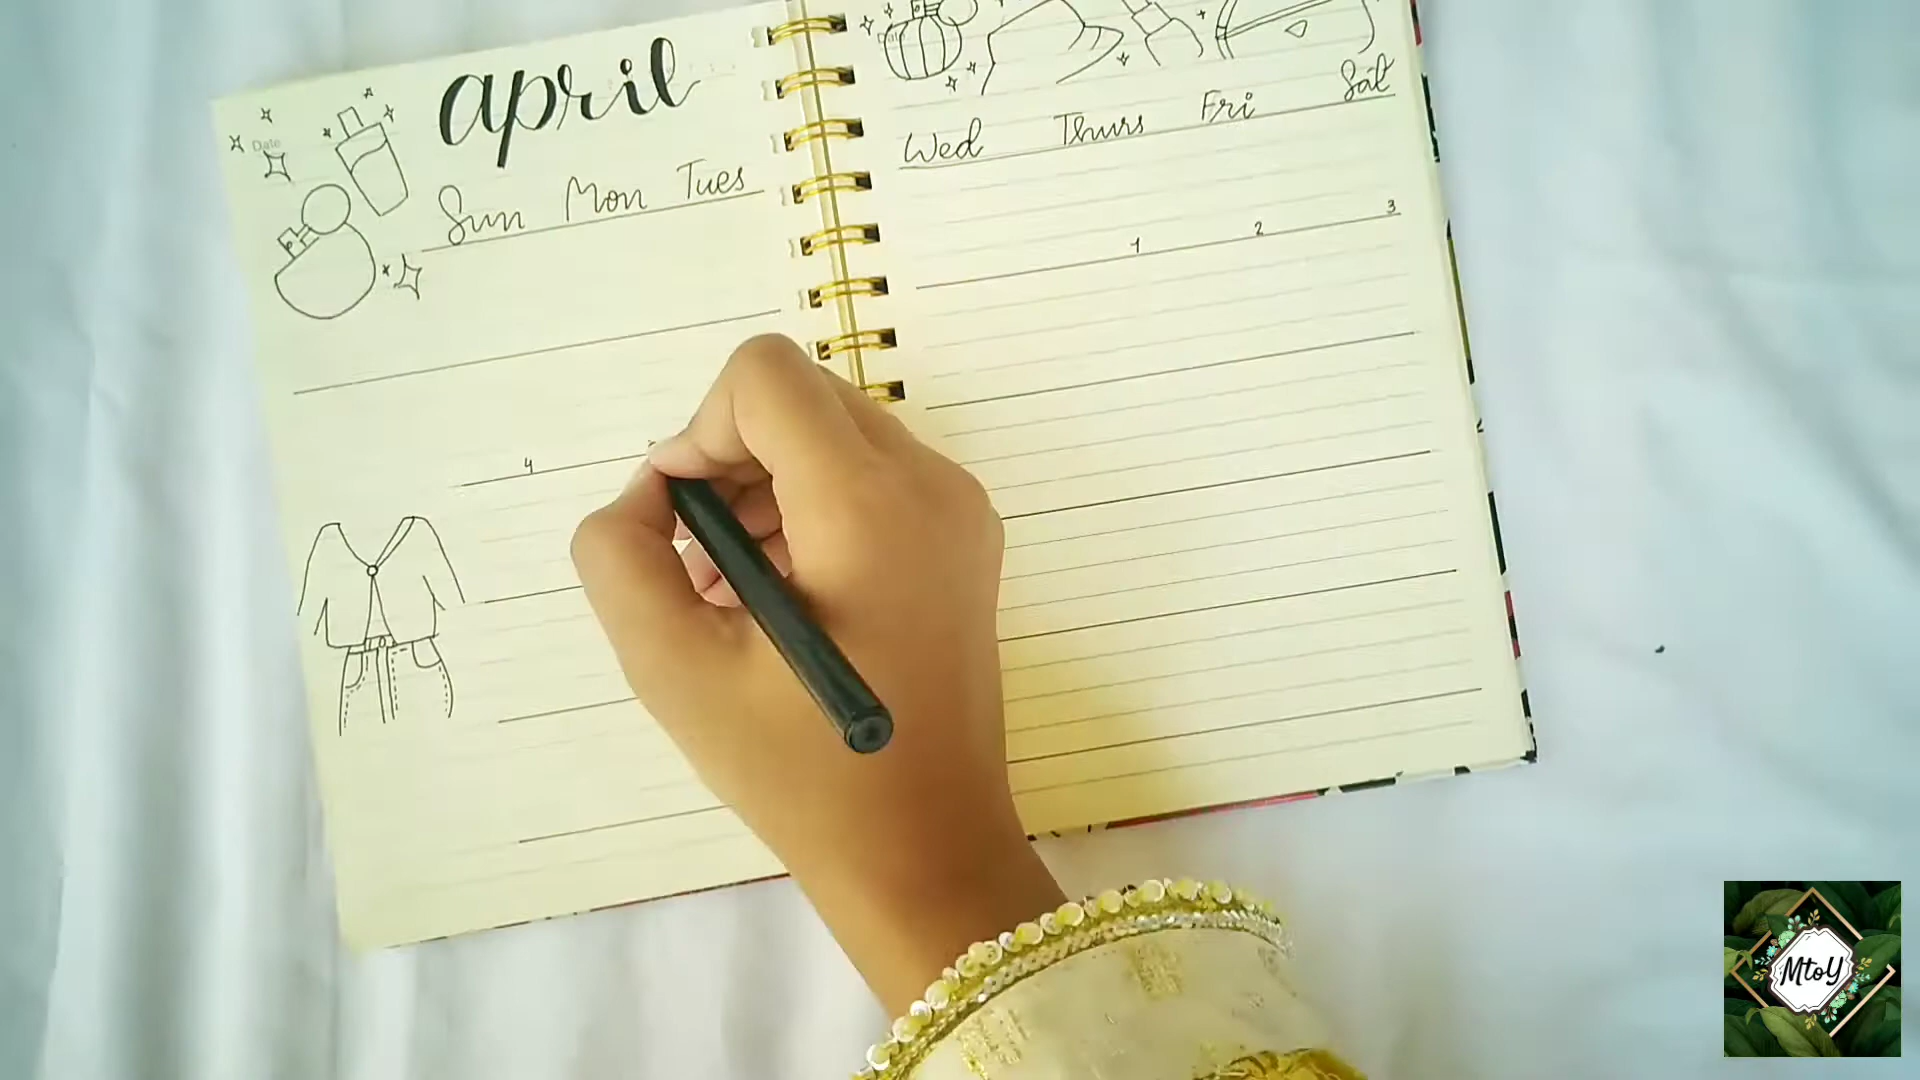 april
Date
Sun Mon Tues
Wed Thurs Fri Sat
1 2 3
4
MtoY